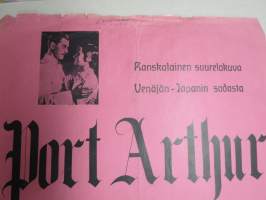 Ranskalainen suurelokuva
Venäjän-Japanin sodasta
Port Arthur